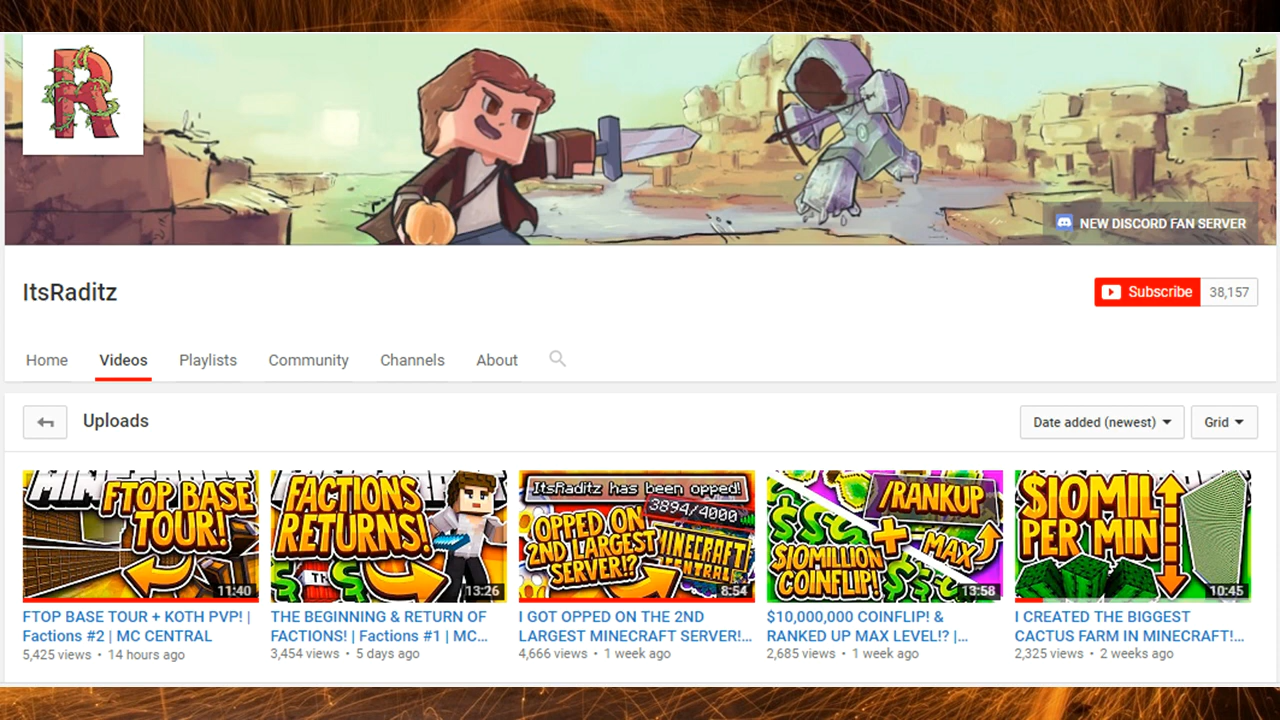 R
NEW DISCORD FAN SERVER
ItsRaditz
Subscribe 38,157
Home Videos Playlists Community Channels About
Uploads
Date added (newest) Grid
FTOP BASE
TOUR!
11:40
FACTIONS
RETURNS!
13:26
ItsRaditz has been opped!
3894/4000
OPPED ON
2ND LARGEST
SERVER!?
MINECRAFT
CENTRAL
8:54
/RANKUP
+
MAX
$10MILLION
COINFLIP!
13:58
$10MIL
PER MIN
10:45
FTOP BASE TOUR + KOTH PVP! |
Factions #2 | MC CENTRAL
5,425 views • 14 hours ago
THE BEGINNING & RETURN OF
FACTIONS! | Factions #1 | MC...
3,454 views • 5 days ago
I GOT OPPED ON THE 2ND
LARGEST MINECRAFT SERVER!...
4,666 views • 1 week ago
$10,000,000 COINFLIP! &
RANKED UP MAX LEVEL!? |...
2,685 views • 1 week ago
I CREATED THE BIGGEST
CACTUS FARM IN MINECRAFT!...
2,325 views • 2 weeks ago